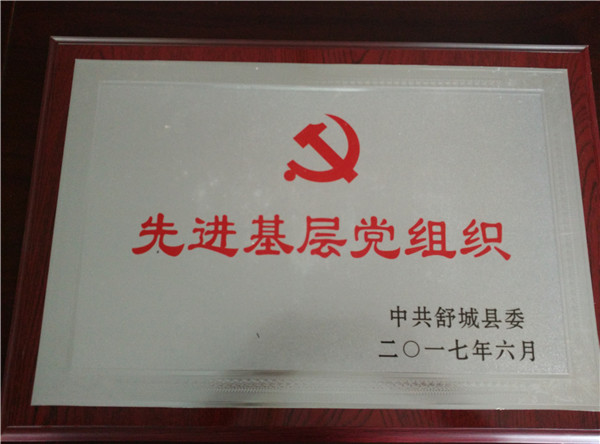 先进基层党组织
中共舒城县委
二〇一七年六月